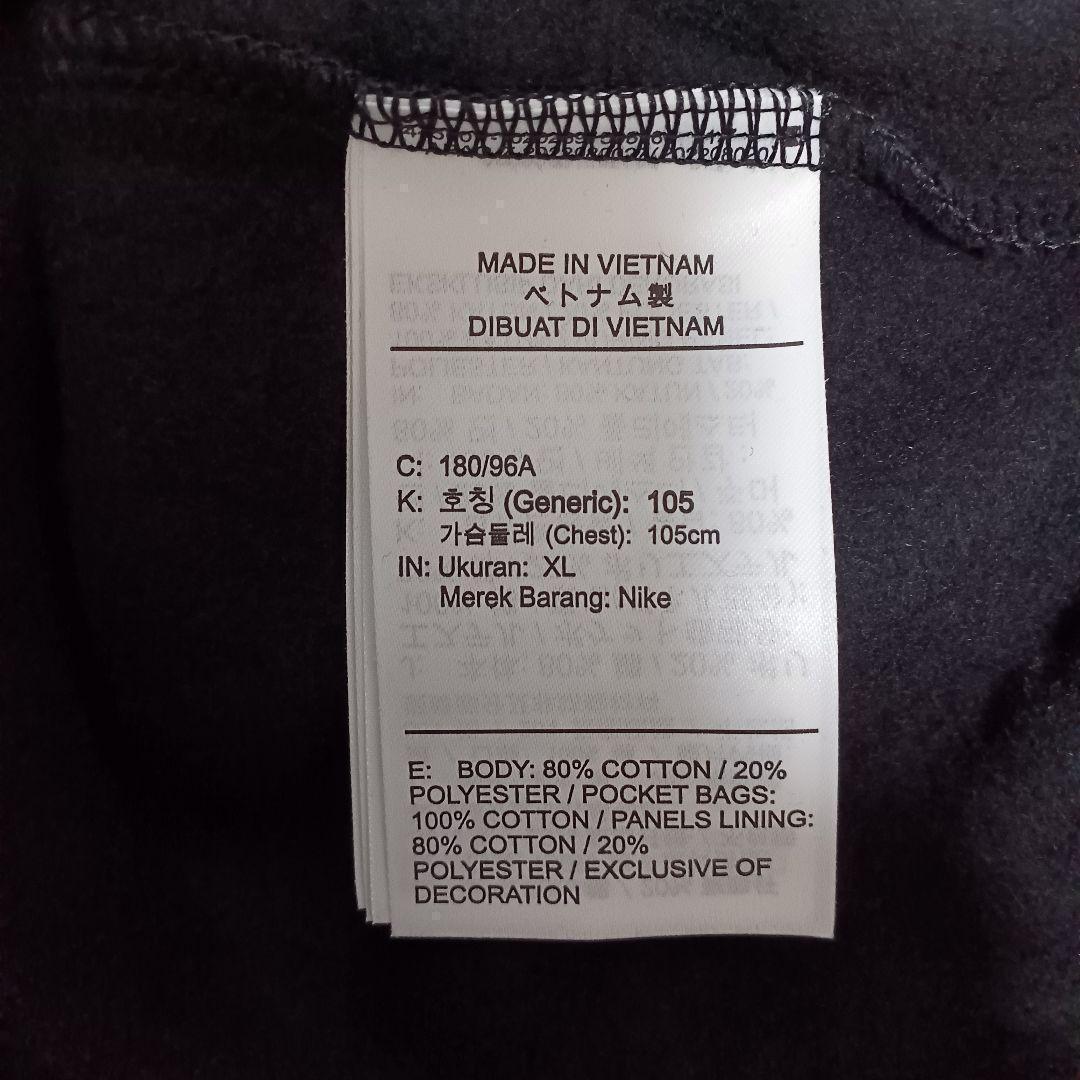 MADE IN VIETNAM
ベトナム製
DIBUAT DI VIETNAM
C: 180/96A
K: 호칭 (Generic): 105
가슴둘레 (Chest): 105cm
IN: Ukuran: XL
Merek Barang: Nike
E: BODY: 80% COTTON / 20%
POLYESTER / POCKET BAGS:
100% COTTON / PANELS LINING:
80% COTTON / 20%
POLYESTER / EXCLUSIVE OF
DECORATION